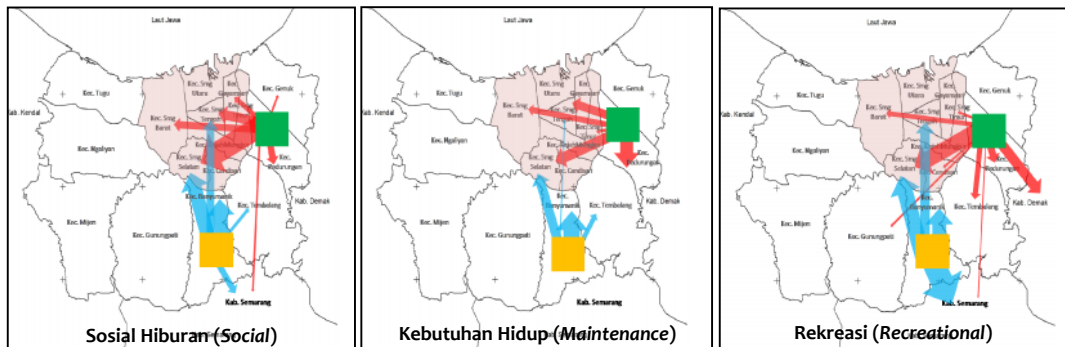 Laut Jawa
Kec. Smg
Utara
Kec. Genuk
Kec. Tugu
Kab. Kendal
Kec. Smg
Barat
Kec. Ngaliyan
Kec. Smg
Selatan
Kec.
Pedurungan
Kec. Banyumanik
Kec. Tembalang
Kab. Demak
Kec. Mijen
Kec. Gunungpati
Kab. Semarang
Sosial Hiburan (Social)
Laut Jawa
Kec. Smg
Utara
Kec. Genuk
Kec. Tugu
Kab. Kendal
Kec. Smg
Barat
Kec. Ngaliyan
Kec. Smg
Selatan
Kec. Candisari
Pedurungan
Kec.
Banyumanik
Kec. Tembalang
Kab. Demak
Kec. Mijen
Kec. Gunungpati
Kab. Semarang
Kebutuhan Hidup (Maintenance)
Laut Jawa
Kec. Smg
Utara
Kec. Genuk
Kec. Tugu
Kab. Kendal
Kec. Smg
Barat
Kec. Ngaliyan
Selatan
Kec.
Pedurungan
Kec. Tembalang
Kab. Demak
Kec. Mijen
Kec. Gunungpati
Kab. Semarang
Rekreasi (Recreational)